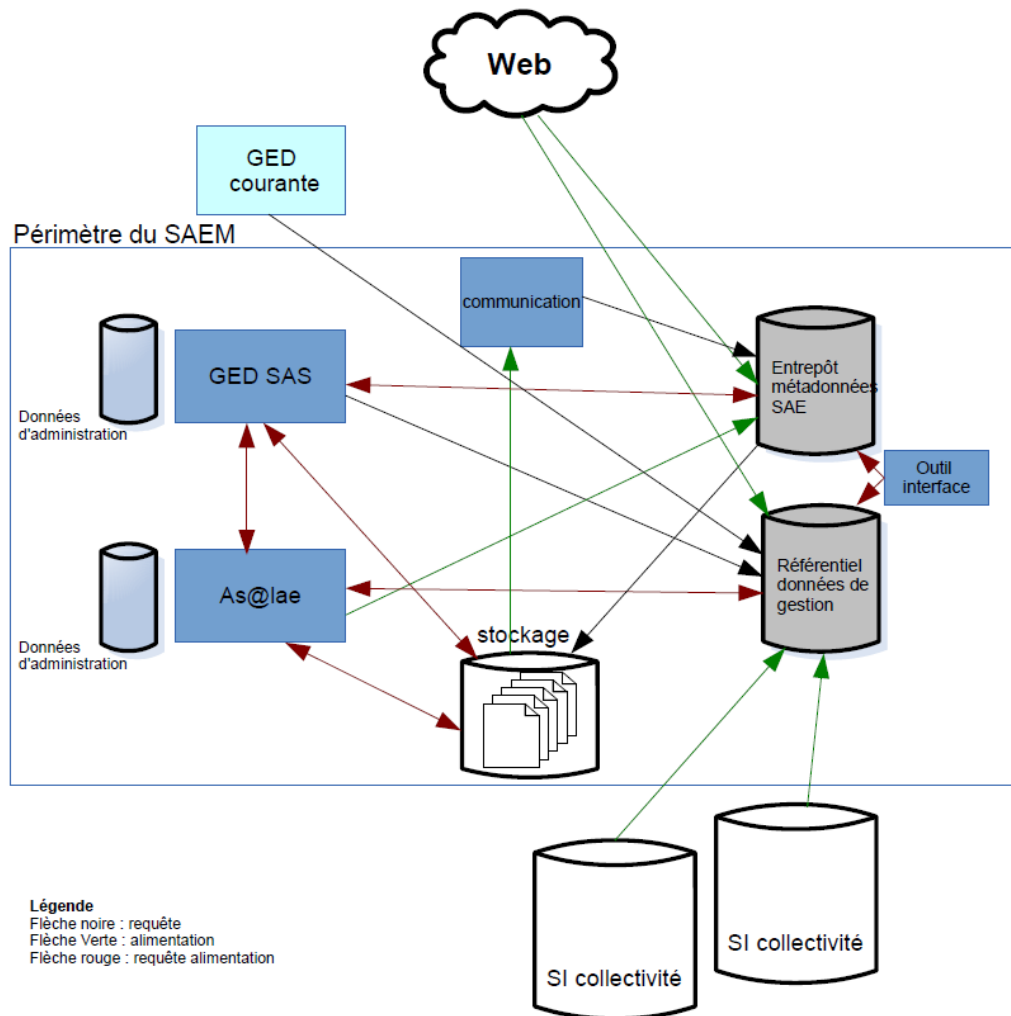 Web
GED
courante
Périmètre du SAEM
communication
GED SAS
Entrepôt
métadonnées
SAE
Données
d'administration
Outil
interface
As@lae
Référentiel
données de
gestion
stockage
Données
d'administration
SI collectivité
SI collectivité
Légende
Flèche noire : requête
Flèche Verte : alimentation
Flèche rouge : requête alimentation